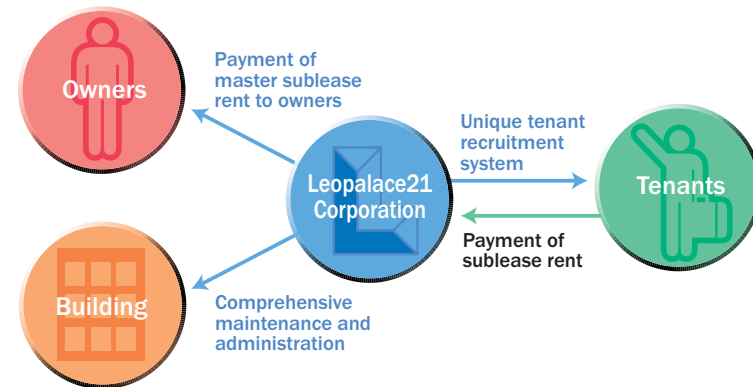 Owners
Payment of
master sublease
rent to owners
Leopalace21
Corporation
Unique tenant
recruitment
system
Tenants
Payment of
sublease rent
Building
Comprehensive
maintenance and
administration